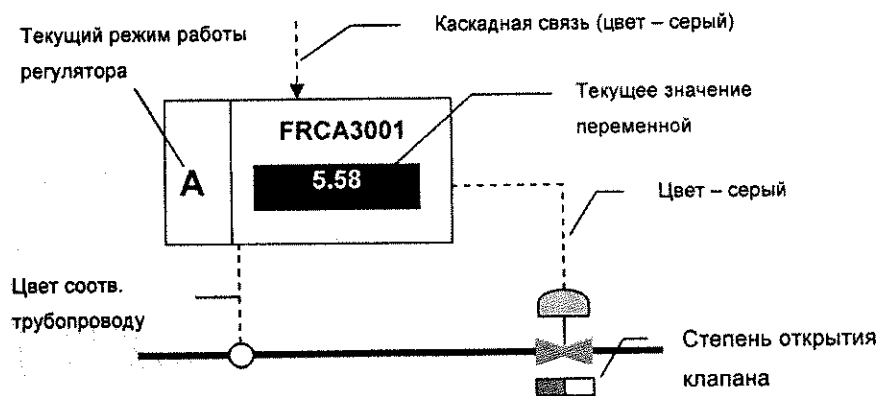 Текущий режим работы
регулятора
Каскадная связь (цвет – серый)
Текущее значение
переменной
FRCA3001
A
5.58
Цвет – серый
Цвет соотв.
трубопроводу
Степень открытия
клапана